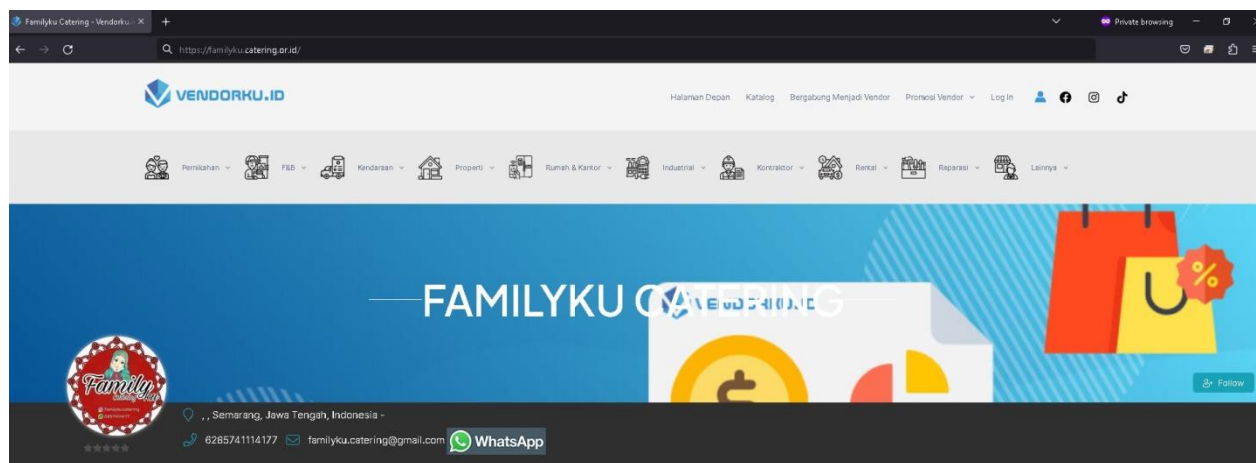 Familyku Catering - Vendorku.i
Private browsing
https://familyku.catering.or.id/
VENDORKU.ID
Halaman Depan Katalog Bergabung Menjadi Vendor Promosi Vendor Log In
Pernikahan F&B Kendaraan Properti Rumah & Kantor Industrial Kontraktor Rental Reparasi Lainnya
FAMILYKU CATERING
VENDORKU.ID
%
Follow
Family
, , Semarang, Jawa Tengah, Indonesia -
6285741114177 familyku.catering@gmail.com WhatsApp